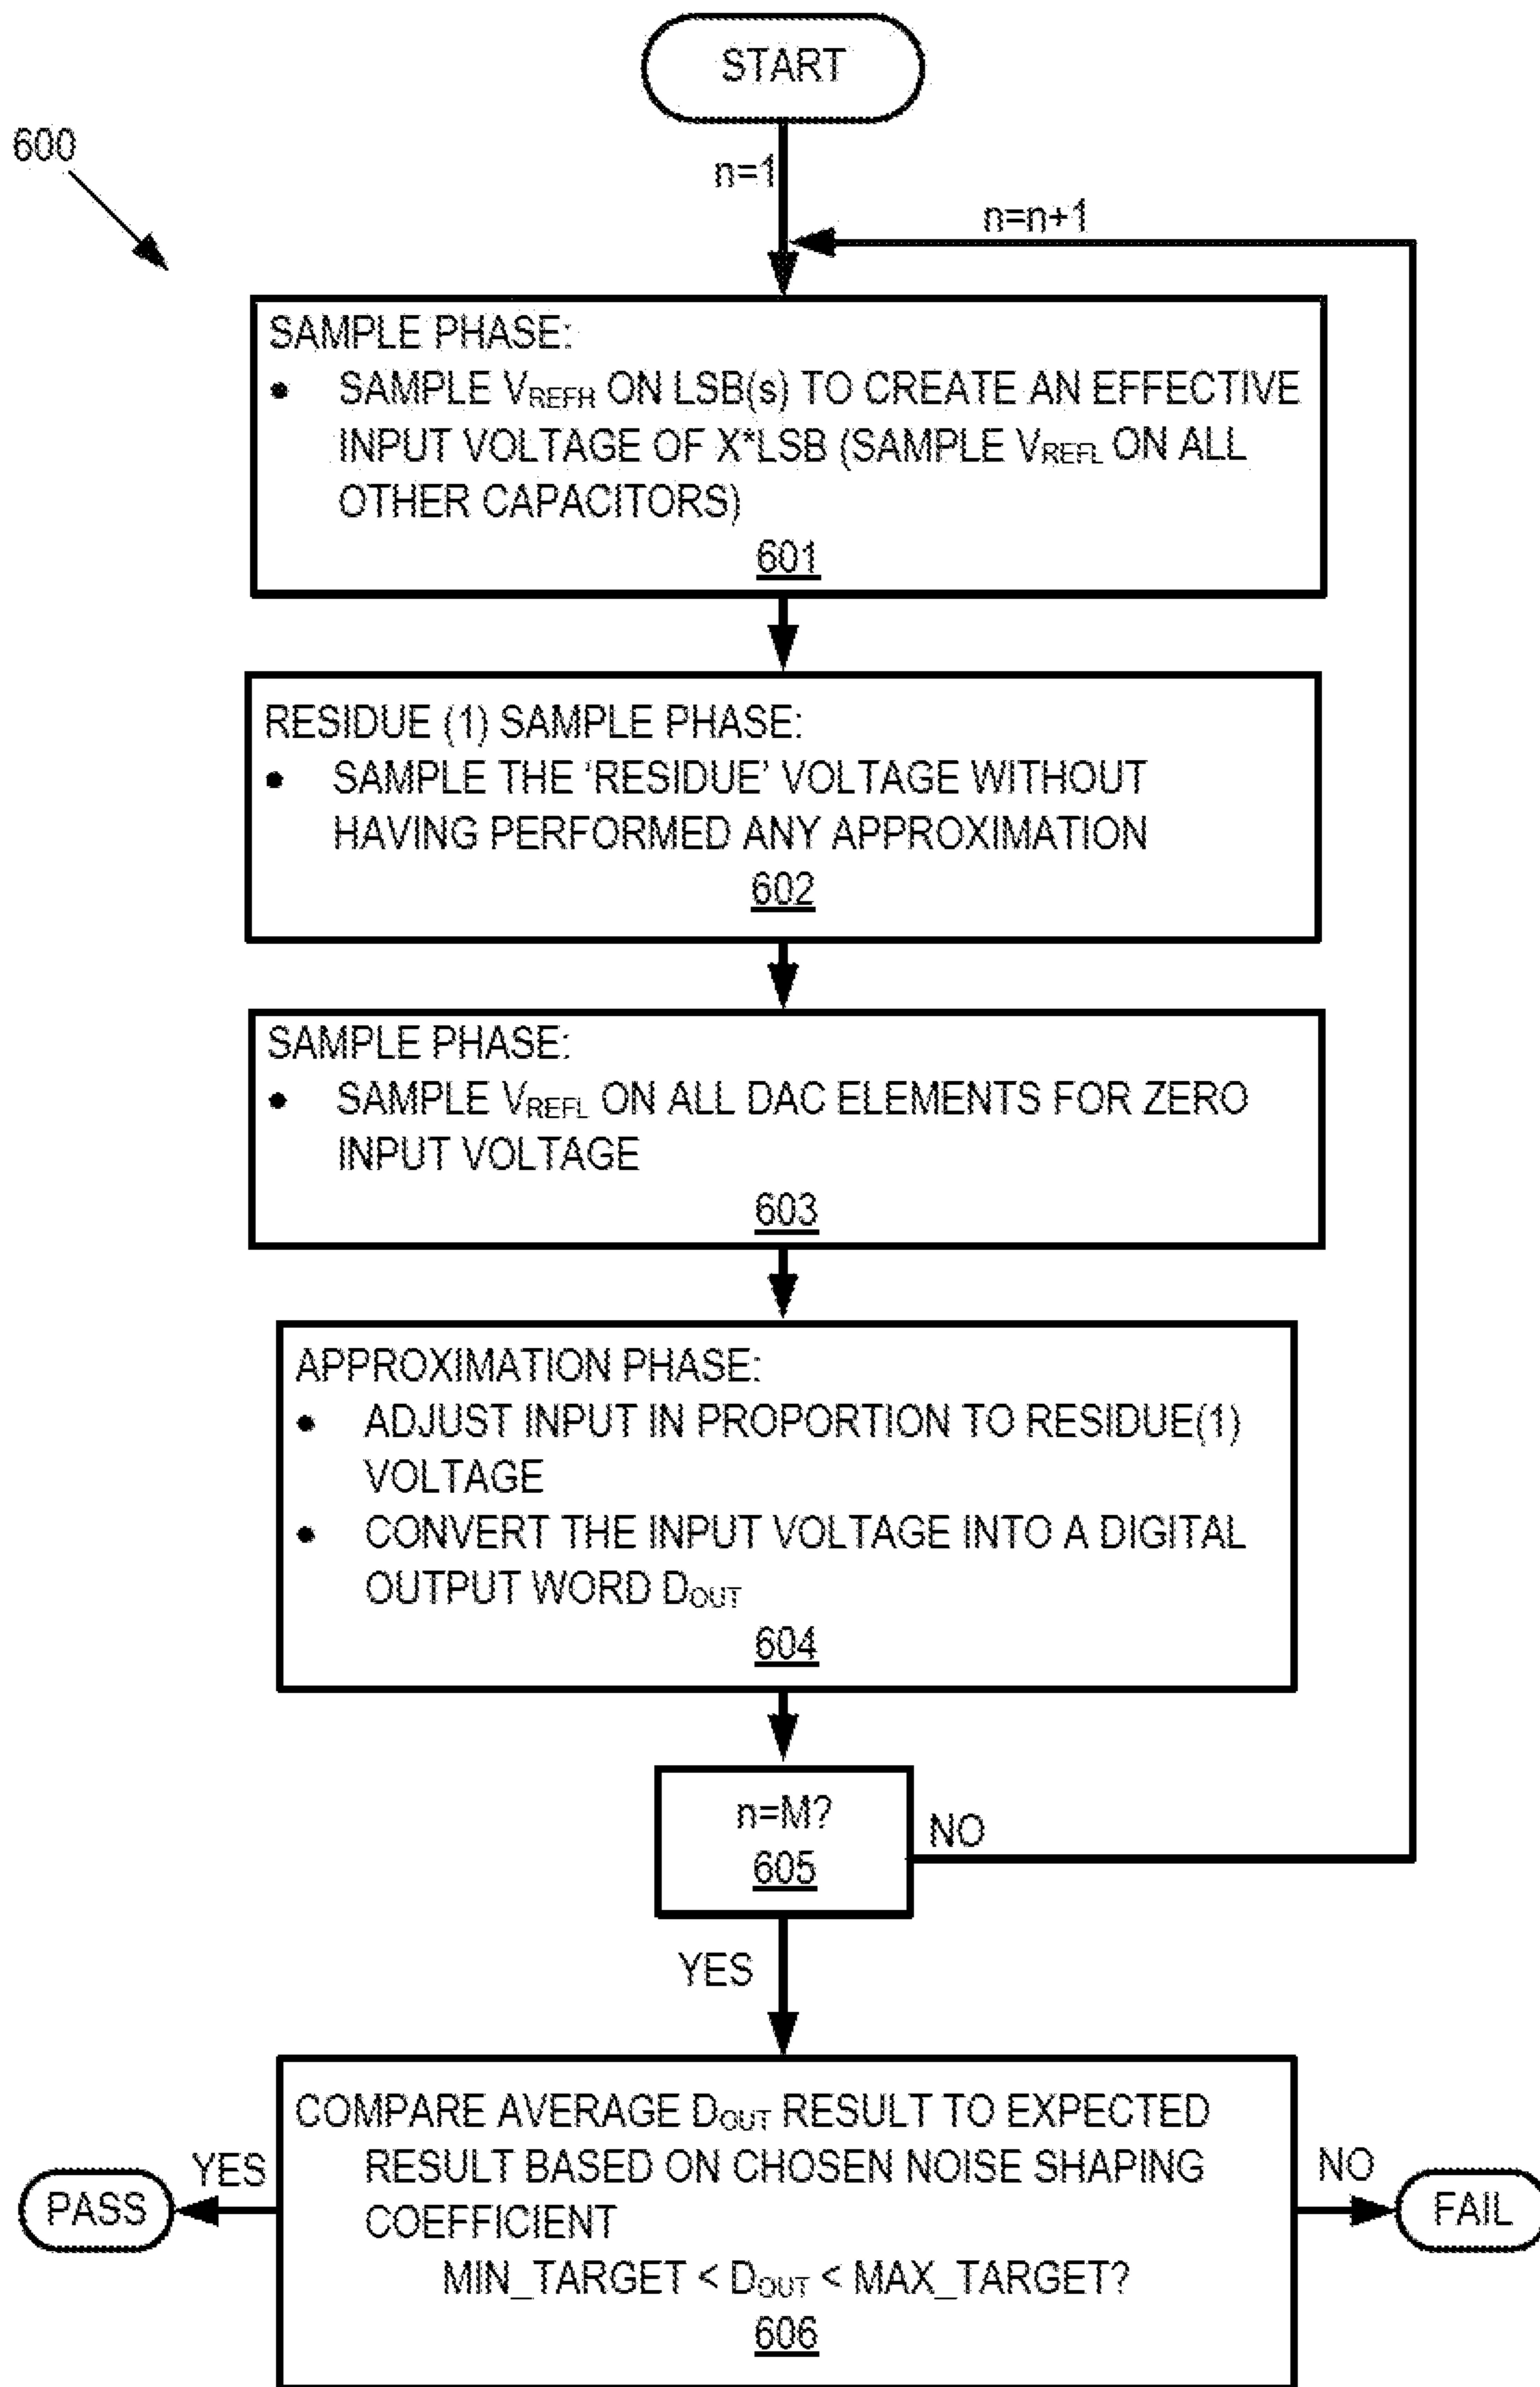 START
600
n=1
n=n+1
SAMPLE PHASE:
• SAMPLE VREFH ON LSB(s) TO CREATE AN EFFECTIVE
INPUT VOLTAGE OF X*LSB (SAMPLE VREFL ON ALL
OTHER CAPACITORS)
601
RESIDUE (1) SAMPLE PHASE:
• SAMPLE THE 'RESIDUE' VOLTAGE WITHOUT
HAVING PERFORMED ANY APPROXIMATION
602
SAMPLE PHASE:
• SAMPLE VREFL ON ALL DAC ELEMENTS FOR ZERO
INPUT VOLTAGE
603
APPROXIMATION PHASE:
• ADJUST INPUT IN PROPORTION TO RESIDUE(1)
VOLTAGE
• CONVERT THE INPUT VOLTAGE INTO A DIGITAL
OUTPUT WORD DOUT
604
n=M?
605
NO
YES
COMPARE AVERAGE DOUT RESULT TO EXPECTED
RESULT BASED ON CHOSEN NOISE SHAPING
COEFFICIENT
MIN_TARGET < DOUT < MAX_TARGET?
606
YES
PASS
NO
FAIL